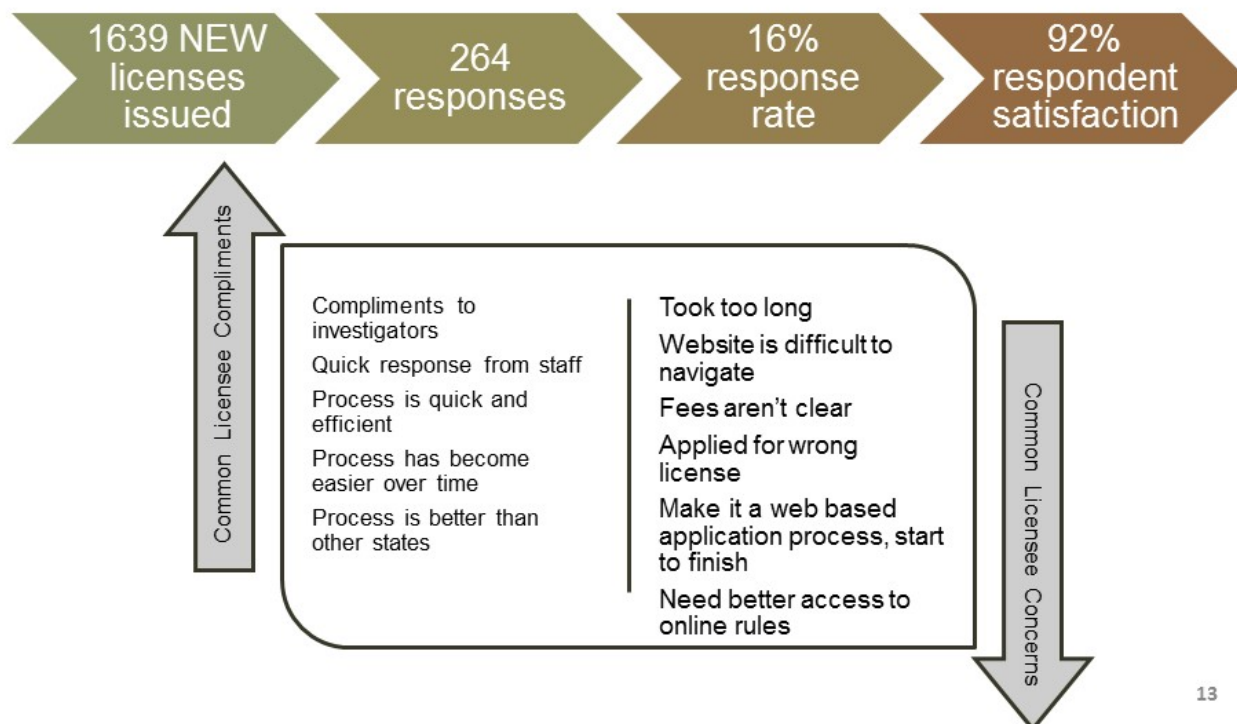 1639 NEW
licenses
issued
264
responses
16%
response
rate
92%
respondent
satisfaction
Common Licensee Compliments
Compliments to
investigators
Quick response from staff
Process is quick and
efficient
Process has become
easier over time
Process is better than
other states
Took too long
Website is difficult to
navigate
Fees aren’t clear
Applied for wrong
license
Make it a web based
application process, start
to finish
Need better access to
online rules
Common Licensee Concerns
13